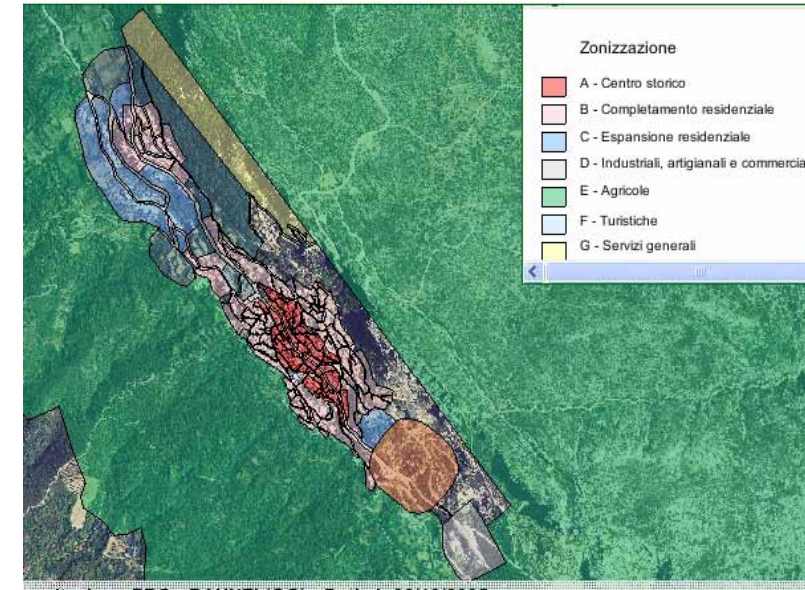 Zonizzazione
A - Centro storico
B - Completamento residenziale
C - Espansione residenziale
D - Industriali, artigianali e commercia
E - Agricole
F - Turistiche
G - Servizi generali